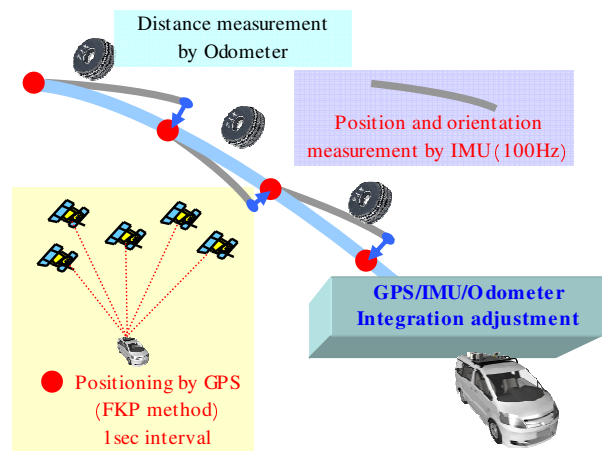 Distance measurement
by Odometer
Position and orientation
measurement by IMU (100Hz)
GPS/IMU/Odometer
Integration adjustment
Positioning by GPS
(FKP method)
1sec interval